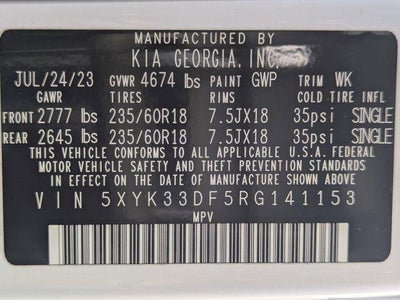 MANUFACTURED BY
KIA GEORGIA, INC.
JUL/24/23 GVWR 4674 lbs PAINT GWP TRIM WK
GAWR TIRES RIMS COLD TIRE INFL
FRONT 2777 lbs 235/60R18 7.5JX18 35psi SINGLE
REAR 2645 lbs 235/60R18 7.5JX18 35psi SINGLE
THIS VEHICLE CONFORMS TO ALL APPLICABLE U.S.A. FEDERAL
MOTOR VEHICLE SAFETY AND THEFT PREVENTION STANDARDS
IN EFFECT ON THE DATE OF MANUFACTURE SHOWN ABOVE.
VIN 5XYK33DF5RG141153
MPV